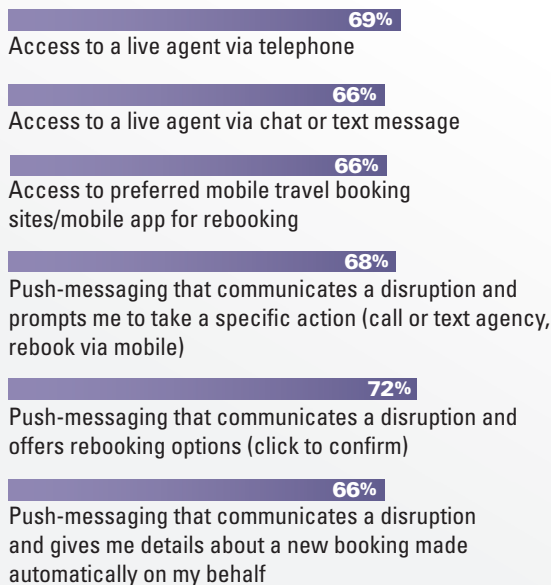 69%
Access to a live agent via telephone
66%
Access to a live agent via chat or text message
66%
Access to preferred mobile travel booking
sites/mobile app for rebooking
68%
Push-messaging that communicates a disruption and
prompts me to take a specific action (call or text agency,
rebook via mobile)
72%
Push-messaging that communicates a disruption and
offers rebooking options (click to confirm)
66%
Push-messaging that communicates a disruption
and gives me details about a new booking made
automatically on my behalf